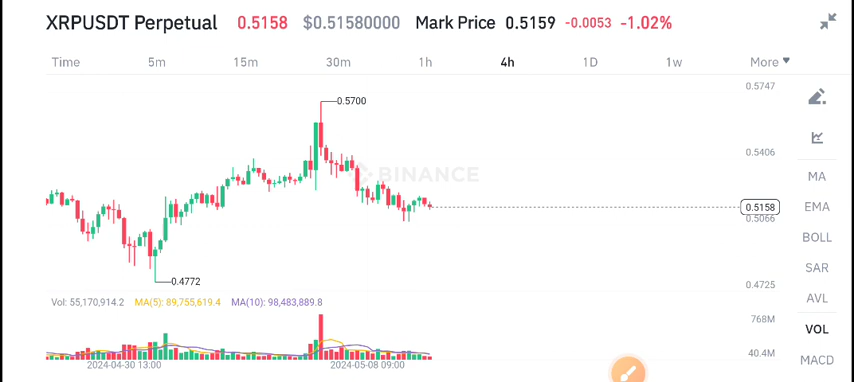 XRPUSDT Perpetual 0.5158 $0.51580000 Mark Price 0.5159 -0.0053 -1.02%
Time 5m 15m 30m 1h 4h 1D 1w More
0.5747
0.5700
0.5406
BINANCE
MA
0.5158
EMA
0.5066
BOLL
SAR
0.4772
0.4725
AVL
Vol: 55,170,914.2 MA(5): 89,755,619.4 MA(10): 98,483,889.8
768M
VOL
40.4M
MACD
2024-04-30 13:00 2024-05-08 09:00